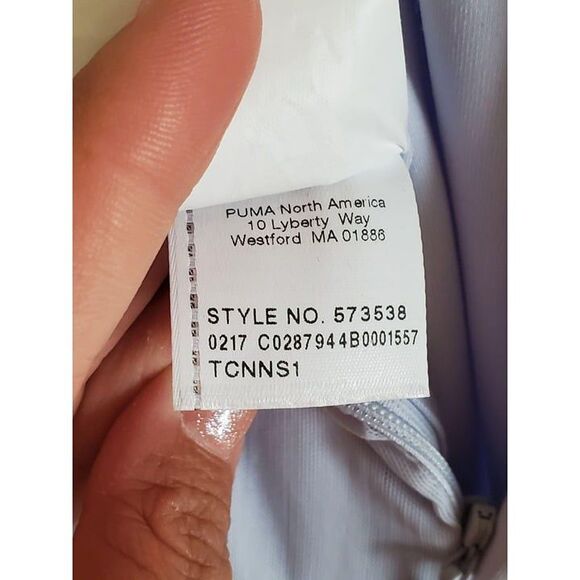 PUMA North America
10 Lyberty Way
Westford MA 01886
STYLE NO. 573538
0217 C0287944B0001557
TCNNS1